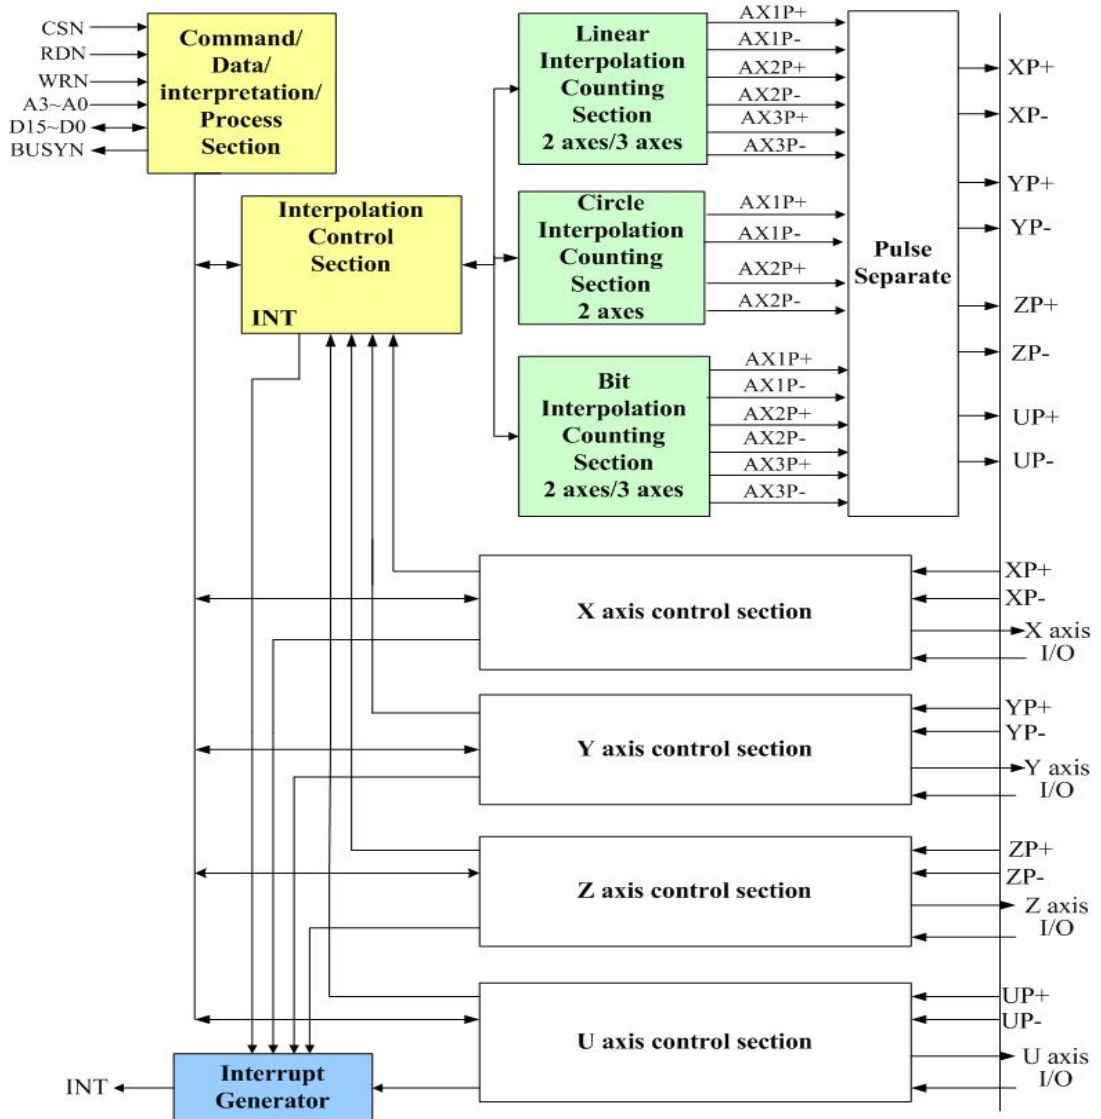 CSN
RDN
WRN
A3~A0
D15~D0
BUSYN
Command/
Data/
interpretation/
Process
Section
Interpolation
Control
Section
INT
Linear
Interpolation
Counting
Section
2 axes/3 axes
AX1P+
AX1P-
AX2P+
AX2P-
AX3P+
AX3P-
Circle
Interpolation
Counting
Section
2 axes
AX1P+
AX1P-
AX2P+
AX2P-
Bit
Interpolation
Counting
Section
2 axes/3 axes
AX1P+
AX1P-
AX2P+
AX2P-
AX3P+
AX3P-
Pulse
Separate
XP+
XP-
YP+
YP-
ZP+
ZP-
UP+
UP-
X axis control section
XP+
XP-
X axis
I/O
Y axis control section
YP+
YP-
Y axis
I/O
Z axis control section
ZP+
ZP-
Z axis
I/O
U axis control section
UP+
UP-
U axis
I/O
Interrupt
Generator
INT